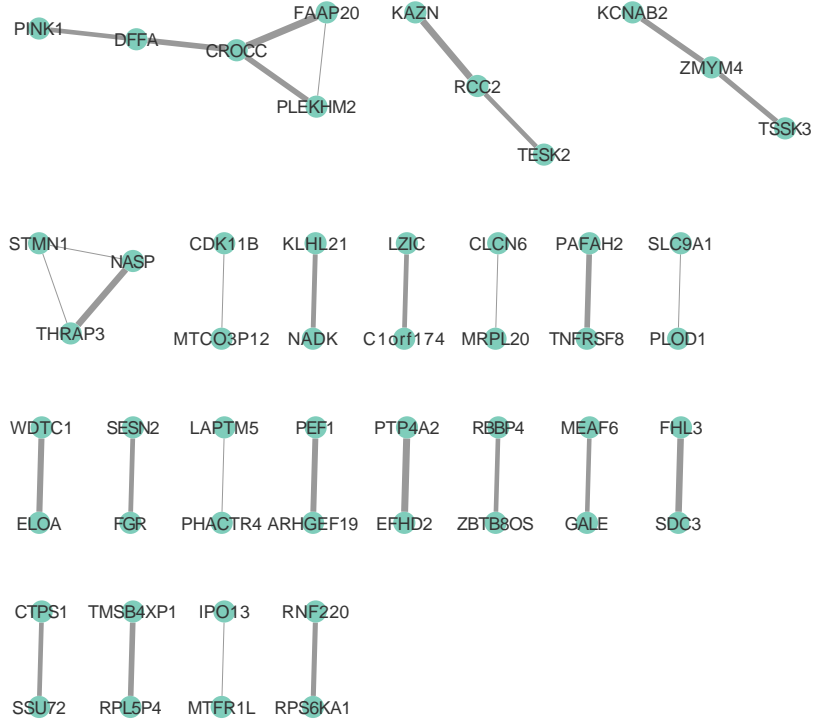 FAAP20 KAZN KCNAB2
PINK1 DFFA CROCC
ZMYM4
RCC2
PLEKHM2
TSSK3
TESK2
STMN1 CDK11B KLHL21 LZIC CLCN6 PAFAH2 SLC9A1
NASP
THRAP3 MTCO3P12 NADK C1orf174 MRPL20 TNFRSF8 PLOD1
WDTC1 SESN2 LAPTM5 PEF1 PTP4A2 RBBP4 MEAF6 FHL3
ELOA FGR PHACTR4 ARHGEF19 EFHD2 ZBTB8OS GALE SDC3
CTPS1 TMSB4XP1 IPO13 RNF220
SSU72 RPL5P4 MTFR1L RPS6KA1